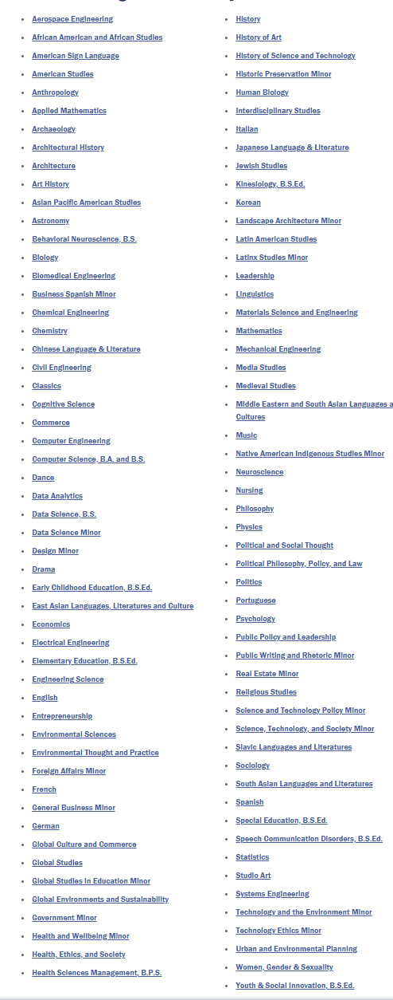 Aerospace Engineering
African American and African Studies
American Sign Language
American Studies
Anthropology
Applied Mathematics
Archaeology
Architectural History
Architecture
Art History
Asian Pacific American Studies
Astronomy
Behavioral Neuroscience, B.S.
Biology
Biomedical Engineering
Business Spanish Minor
Chemical Engineering
Chemistry
Chinese Language & Literature
Civil Engineering
Classics
Cognitive Science
Commerce
Computer Engineering
Computer Science, B.A. and B.S.
Dance
Data Analytics
Data Science, B.S.
Data Science Minor
Design Minor
Drama
Early Childhood Education, B.S.Ed.
East Asian Languages, Literatures and Culture
Economics
Electrical Engineering
Elementary Education, B.S.Ed.
Engineering Science
English
Entrepreneurship
Environmental Sciences
Environmental Thought and Practice
Foreign Affairs Minor
French
General Business Minor
German
Global Culture and Commerce
Global Studies
Global Studies in Education Minor
Global Environments and Sustainability
Government Minor
Health and Wellbeing Minor
Health, Ethics, and Society
Health Sciences Management, B.P.S.
History
History of Art
History of Science and Technology
Historic Preservation Minor
Human Biology
Interdisciplinary Studies
Italian
Japanese Language & Literature
Jewish Studies
Kinesiology, B.S.Ed.
Korean
Landscape Architecture Minor
Latin American Studies
Latinx Studies Minor
Leadership
Linguistics
Materials Science and Engineering
Mathematics
Mechanical Engineering
Media Studies
Medieval Studies
Middle Eastern and South Asian Languages a
Cultures
Music
Native American Indigenous Studies Minor
Neuroscience
Nursing
Philosophy
Physics
Political and Social Thought
Political Philosophy, Policy, and Law
Politics
Portuguese
Psychology
Public Policy and Leadership
Public Writing and Rhetoric Minor
Real Estate Minor
Religious Studies
Science and Technology Policy Minor
Science, Technology, and Society Minor
Slavic Languages and Literatures
Sociology
South Asian Languages and Literatures
Spanish
Special Education, B.S.Ed.
Speech Communication Disorders, B.S.Ed.
Statistics
Studio Art
Systems Engineering
Technology and the Environment Minor
Technology Ethics Minor
Urban and Environmental Planning
Women, Gender & Sexuality
Youth & Social Innovation, B.S.Ed.